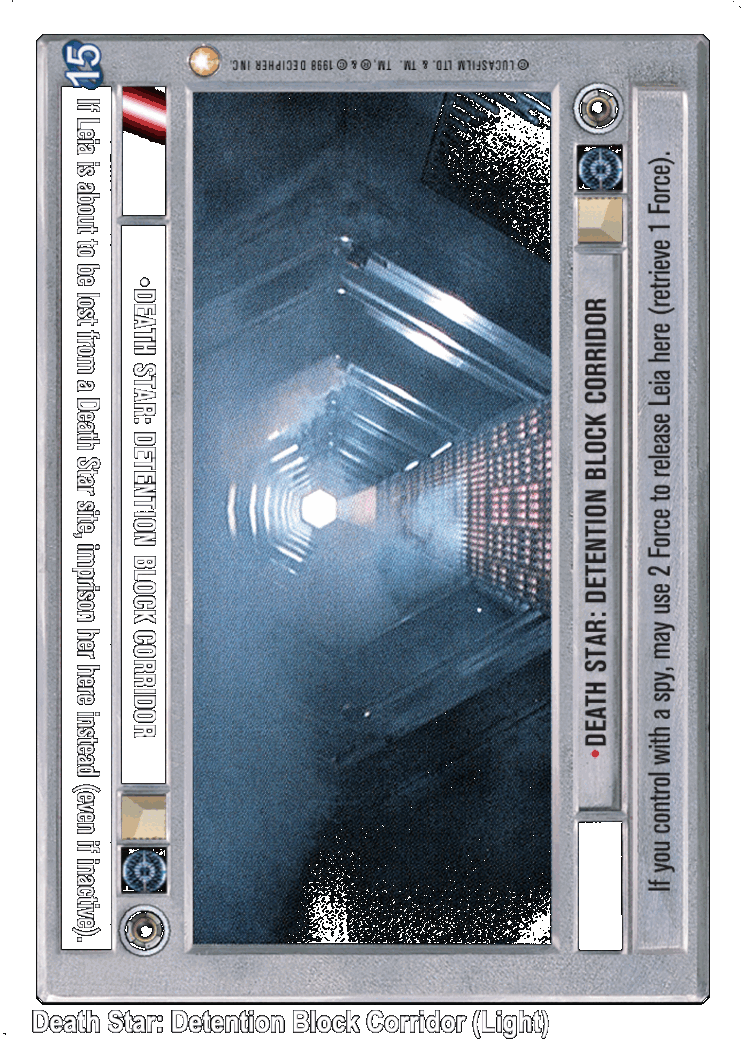 15
© LUCASFILM LTD. & TM. TM, ® & © 1998 DECIPHER INC.
If Leia is about to be lost from a Death Star site, imprison her here instead (even if inactive).
•DEATH STAR: DETENTION BLOCK CORRIDOR
•DEATH STAR: DETENTION BLOCK CORRIDOR
If you control with a spy, may use 2 Force to release Leia here (retrieve 1 Force).
Death Star: Detention Block Corridor (Light)